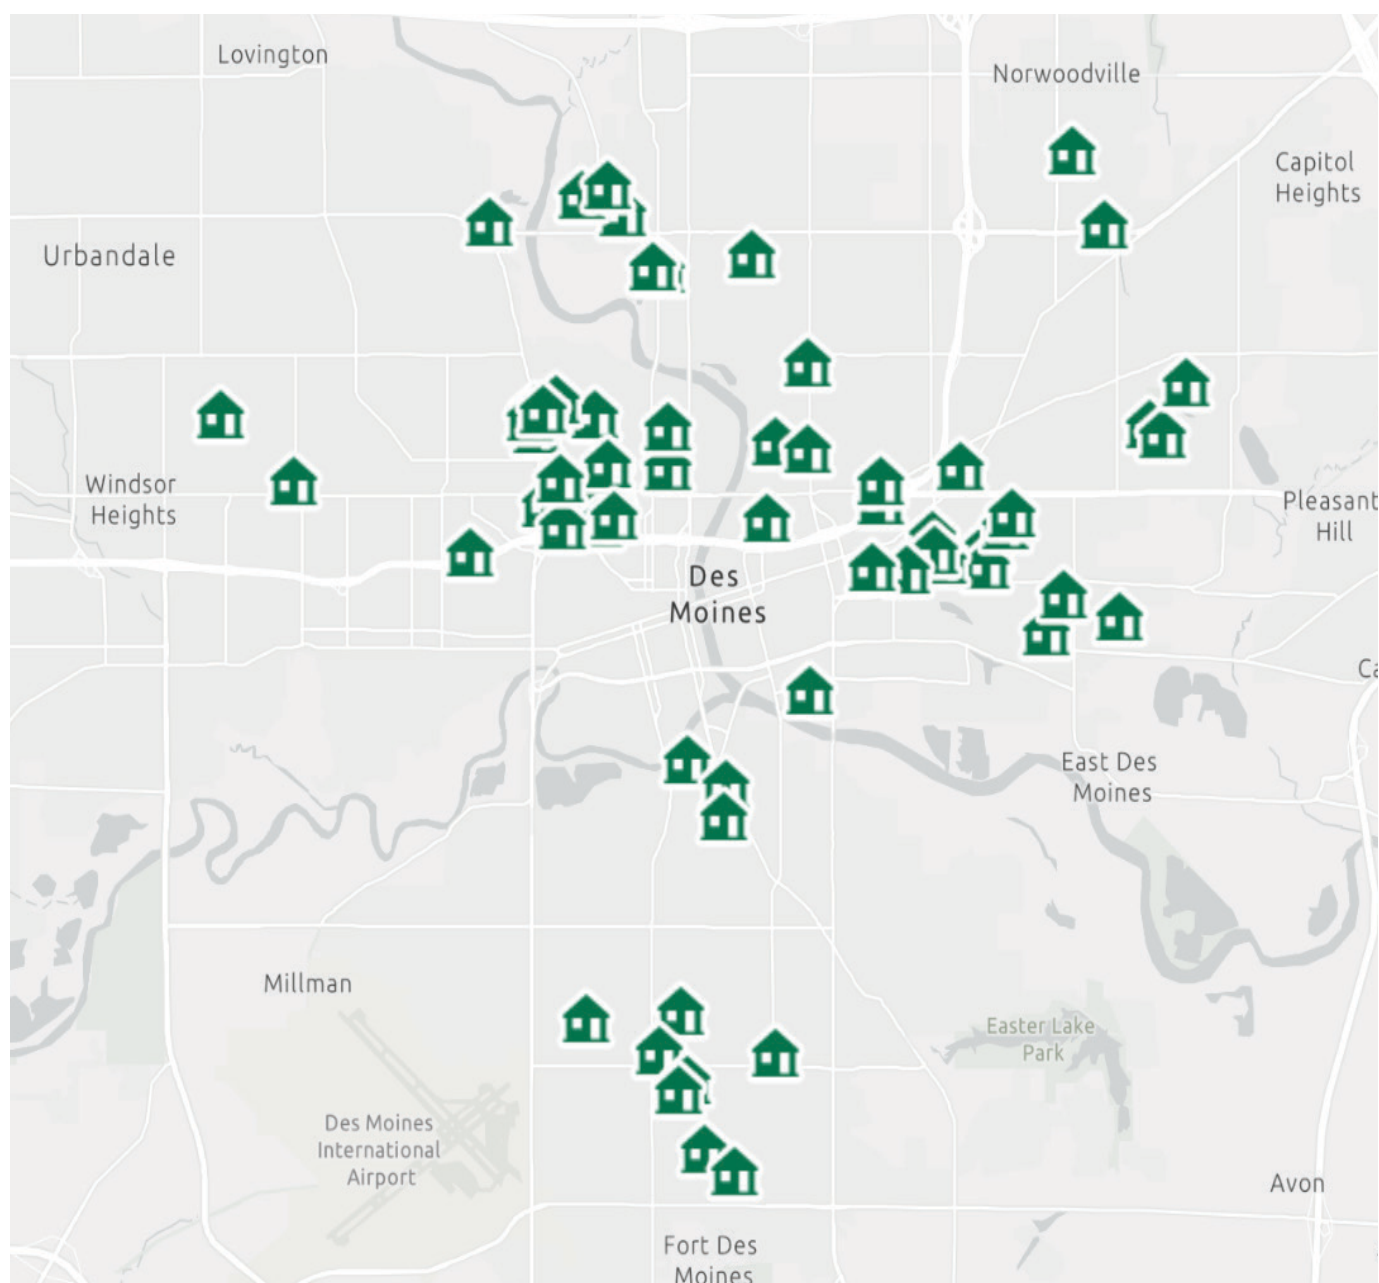 Lovington
Norwoodville
Capitol
Heights
Urbandale
Windsor
Heights
Pleasant
Hill
Des
Moines
Ca
East Des
Moines
Millman
Easter Lake
Park
Des Moines
International
Airport
Avon
Fort Des
Moines